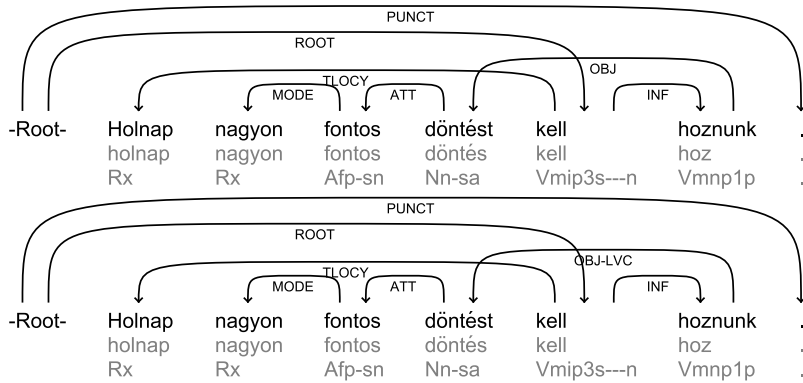 PUNCT
ROOT
OBJ
TLOCY
MODE ATT INF
-Root- Holnap nagyon fontos döntést kell hoznunk .
holnap nagyon fontos döntés kell hoz .
Rx Rx Afp-sn Nn-sa Vmip3s---n Vmnp1p .
PUNCT
ROOT
OBJ-LVC
TLOCY
MODE ATT INF
-Root- Holnap nagyon fontos döntést kell hoznunk .
holnap nagyon fontos döntés kell hoz .
Rx Rx Afp-sn Nn-sa Vmip3s---n Vmnp1p .